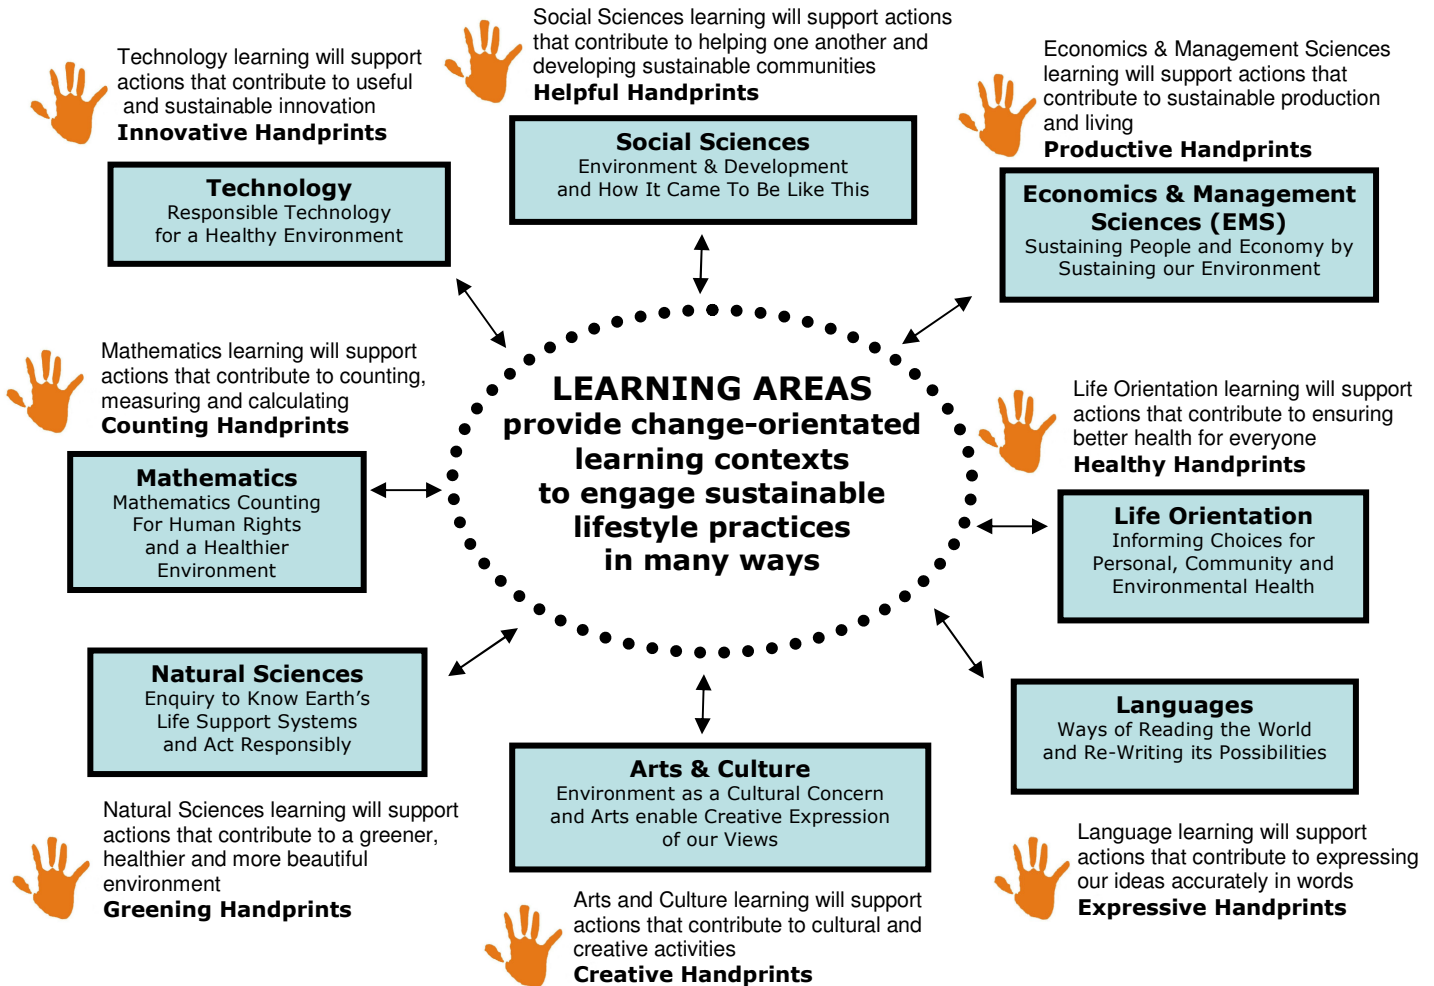 Technology learning will support
actions that contribute to useful
and sustainable innovation
Innovative Handprints
Technology
Responsible Technology
for a Healthy Environment
Social Sciences learning will support actions
that contribute to helping one another and
developing sustainable communities
Helpful Handprints
Social Sciences
Environment & Development
and How It Came To Be Like This
Economics & Management Sciences
learning will support actions that
contribute to sustainable production
and living
Productive Handprints
Economics & Management
Sciences (EMS)
Sustaining People and Economy by
Sustaining our Environment
Mathematics learning will support
actions that contribute to counting,
measuring and calculating
Counting Handprints
Mathematics
Mathematics Counting
For Human Rights
and a Healthier
Environment
LEARNING AREAS
provide change-orientated
learning contexts
to engage sustainable
lifestyle practices
in many ways
Life Orientation learning will support
actions that contribute to ensuring
better health for everyone
Healthy Handprints
Life Orientation
Informing Choices for
Personal, Community and
Environmental Health
Natural Sciences
Enquiry to Know Earth's
Life Support Systems
and Act Responsibly
Natural Sciences learning will support
actions that contribute to a greener,
healthier and more beautiful
environment
Greening Handprints
Arts & Culture
Environment as a Cultural Concern
and Arts enable Creative Expression
of our Views
Arts and Culture learning will support
actions that contribute to cultural and
creative activities
Creative Handprints
Languages
Ways of Reading the World
and Re-Writing its Possibilities
Language learning will support
actions that contribute to expressing
our ideas accurately in words
Expressive Handprints